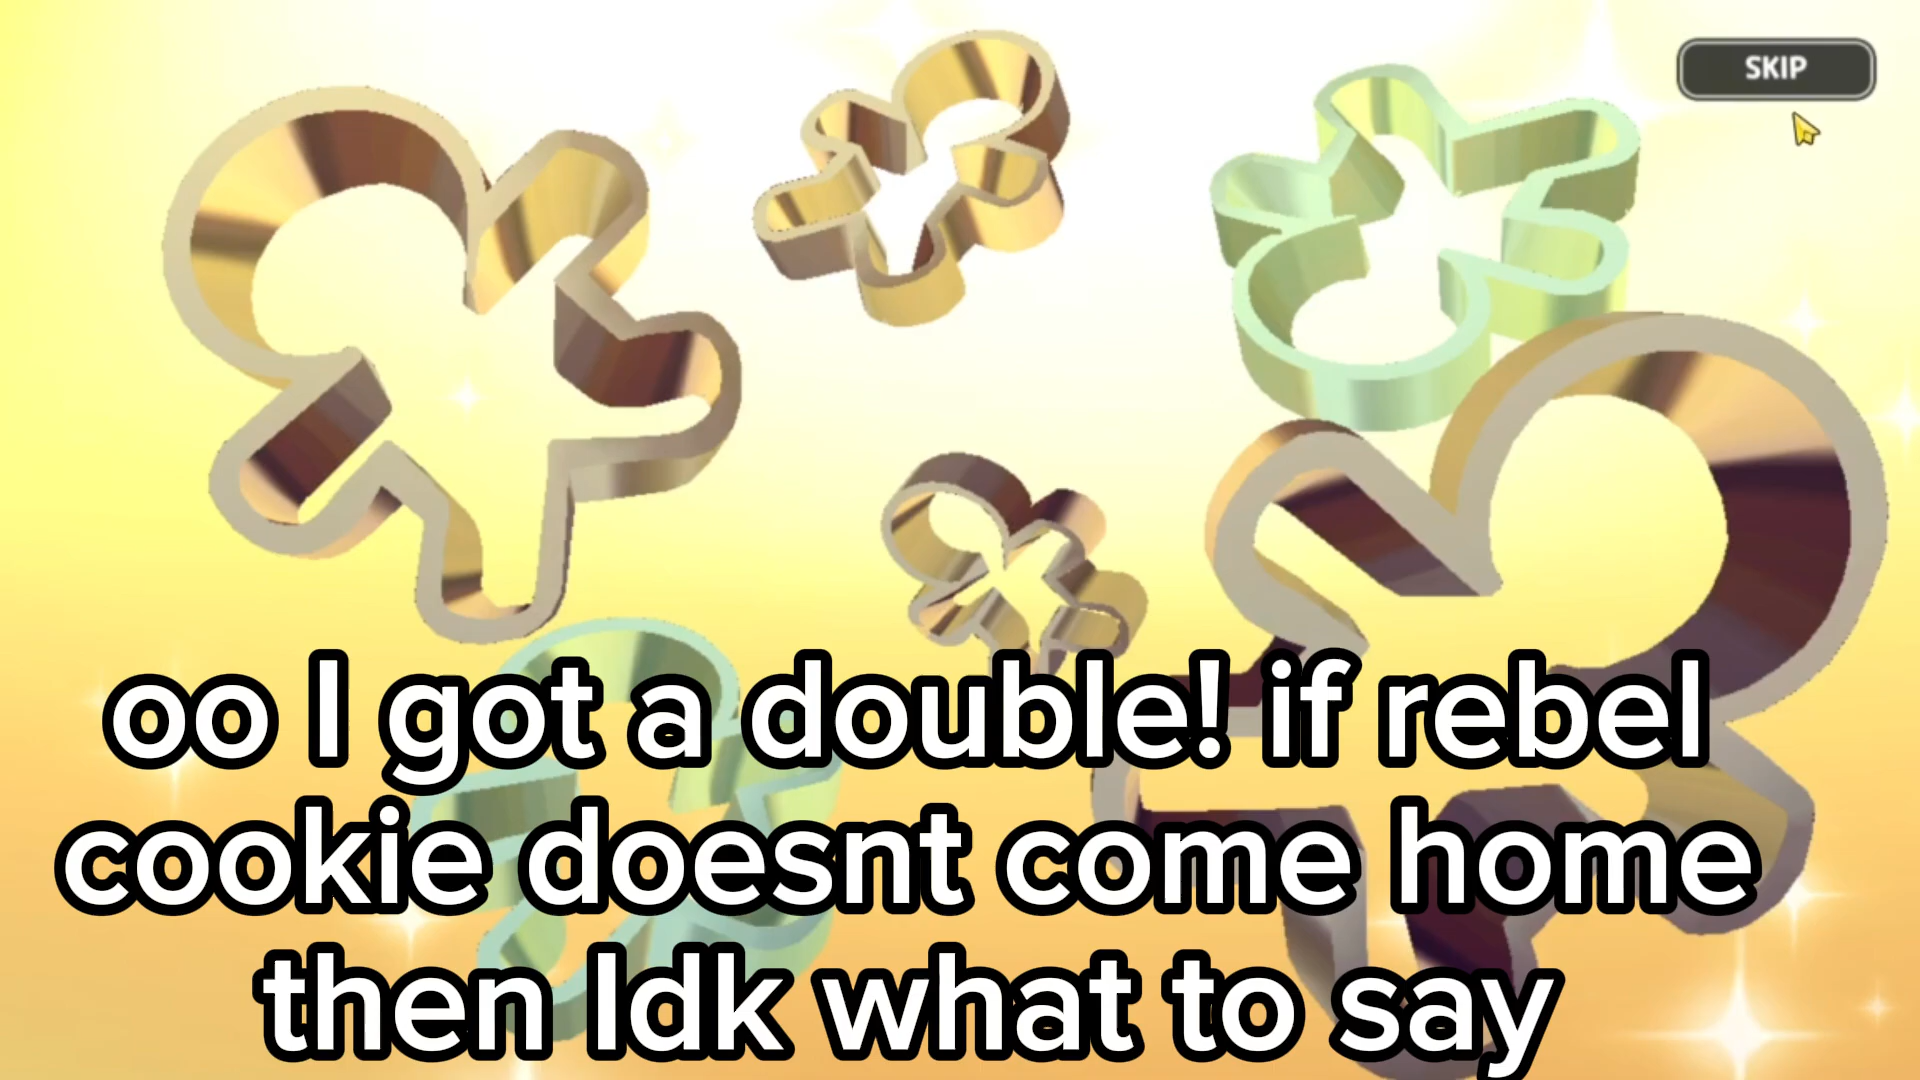 SKIP
oo I got a double! if rebel
cookie doesnt come home
then Idk what to say